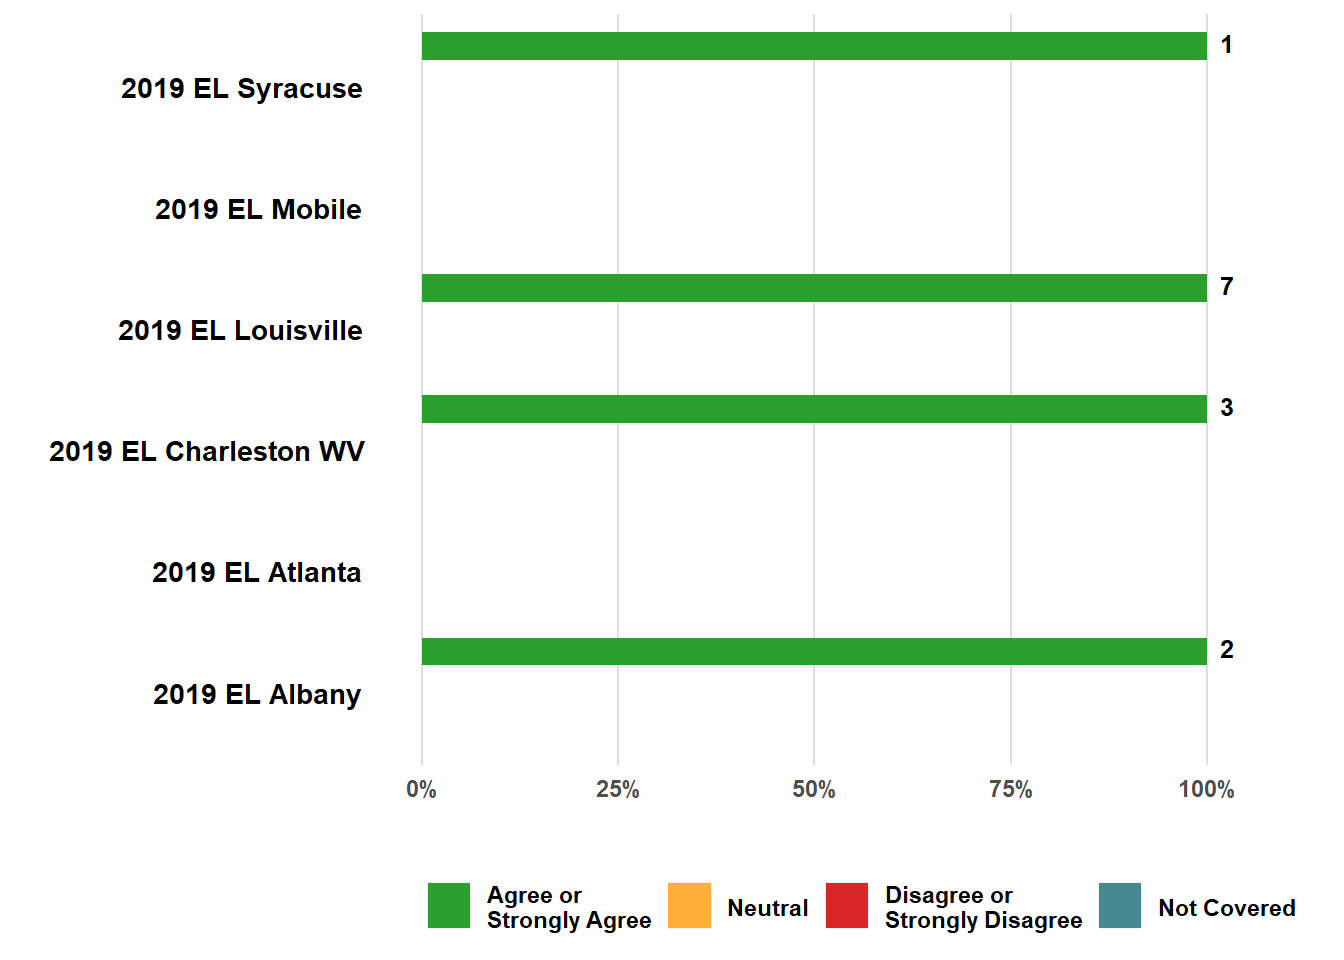 1
2019 EL Syracuse
2019 EL Mobile
7
2019 EL Louisville
3
2019 EL Charleston WV
2019 EL Atlanta
2
2019 EL Albany
0% 25% 50% 75% 100%
Agree or
Strongly Agree
Neutral
Disagree or
Strongly Disagree
Not Covered